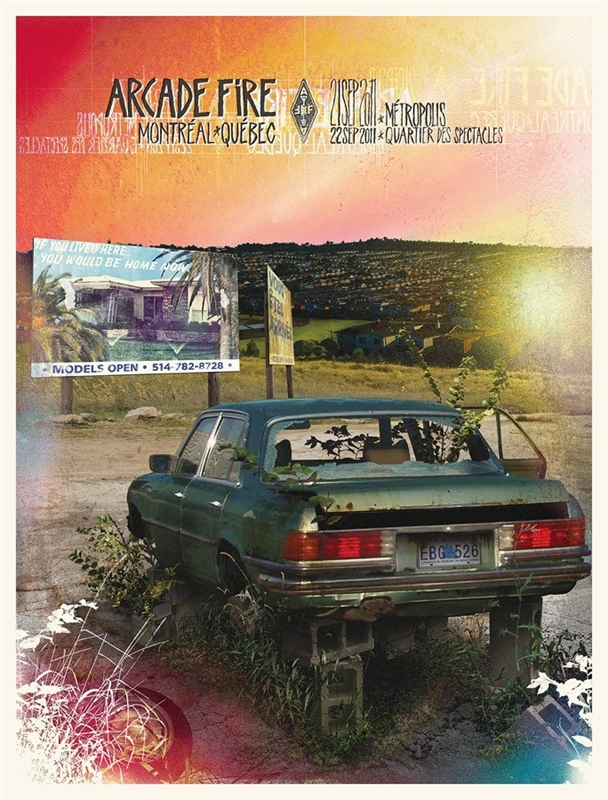 ARCADE FIRE
MONTRÉAL*QUÉBEC
21SEP2011*MÉTROPOLIS
22SEP2011*QUARTIER DES SPECTACLES
IF YOU LIVED HERE
YOU WOULD BE HOME NOW
• MODELS OPEN • 514-782-8728 •
EBG 526